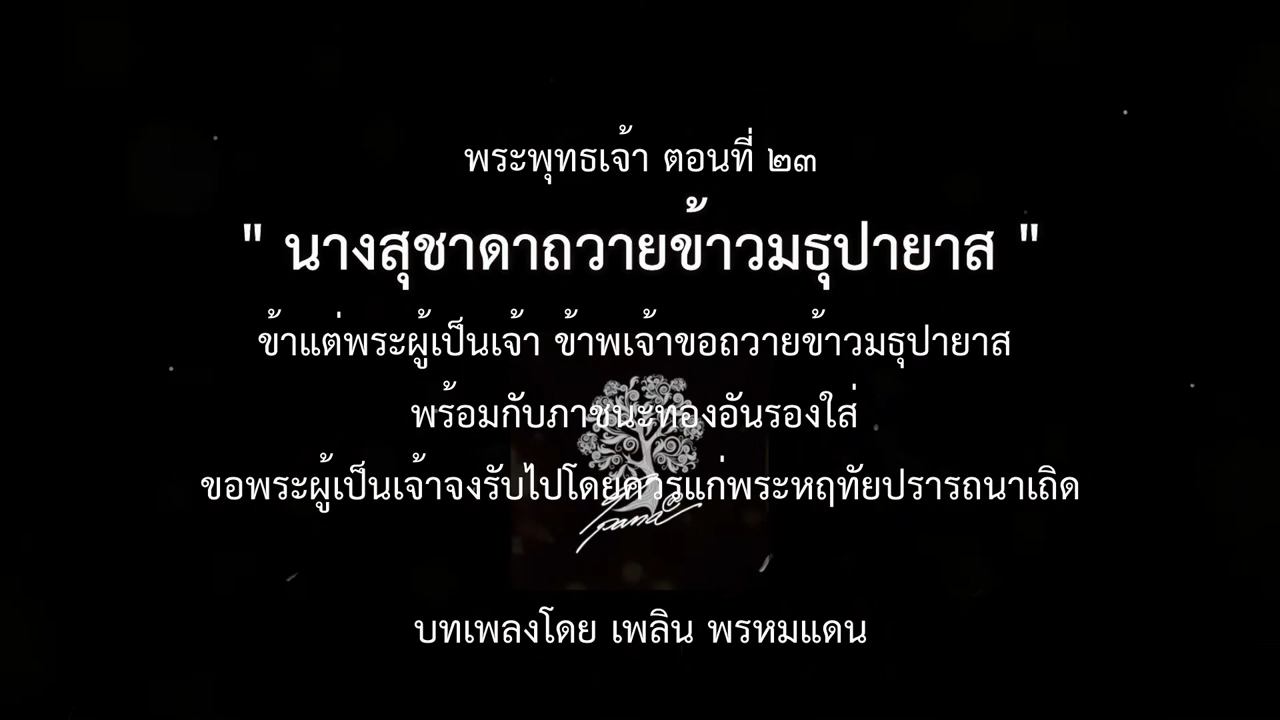 พระพุทธเจ้า ตอนที่ ๒๓
" นางสุชาดาถวายข้าวมธุปายาส "
ข้าแต่พระผู้เป็นเจ้า ข้าพเจ้าขอถวายข้าวมธุปายาส
พร้อมกับภาชนะทองอันรองใส่
ขอพระผู้เป็นเจ้าจงรับไปโดยควรแก่พระหฤทัยปรารถนาเถิด
บทเพลงโดย เพลิน พรหมแดน